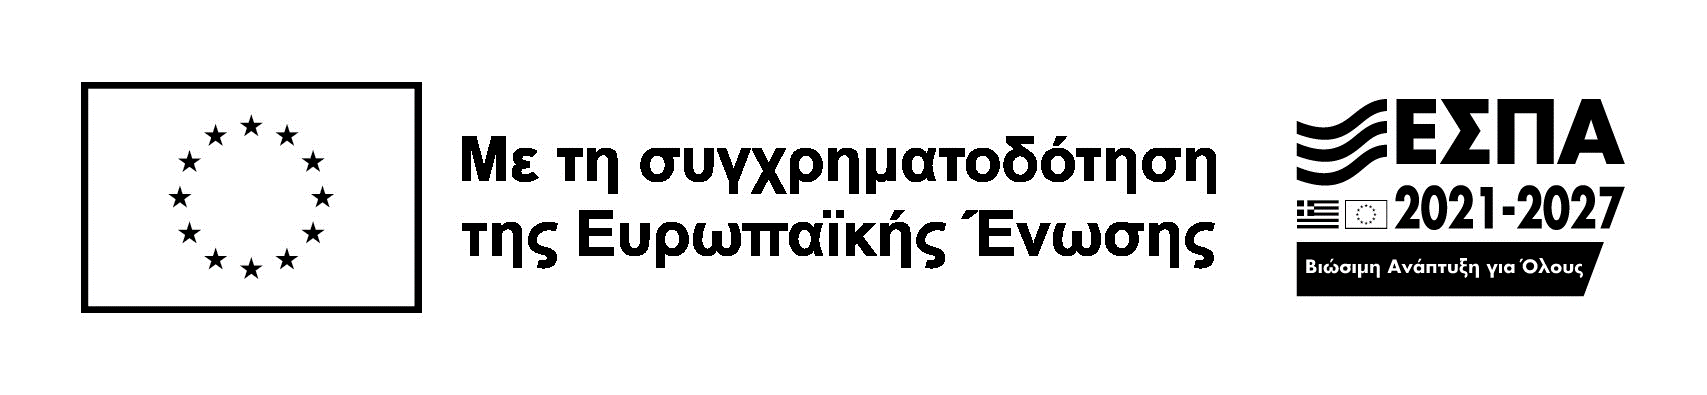 Με τη συγχρηματοδότηση
της Ευρωπαϊκής Ένωσης
ΕΣΠΑ
2021-2027
Βιώσιμη Ανάπτυξη για Όλους